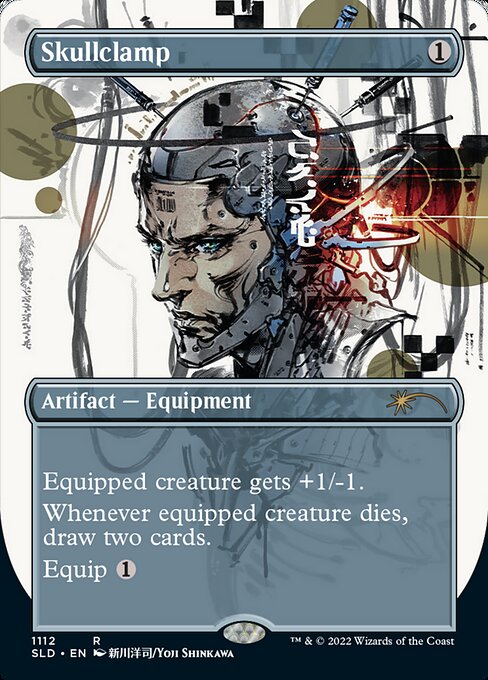 Skullclamp 1
Artifact — Equipment
Equipped creature gets +1/-1.
Whenever equipped creature dies,
draw two cards.
Equip 1
1112 R
SLD • EN 新川洋司/Yoji Shinkawa
™ & © 2022 Wizards of the Coast